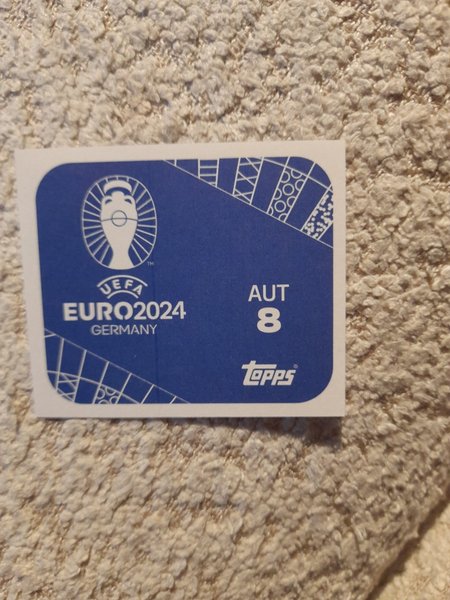 UEFA
EURO2024
GERMANY
AUT
8
topps